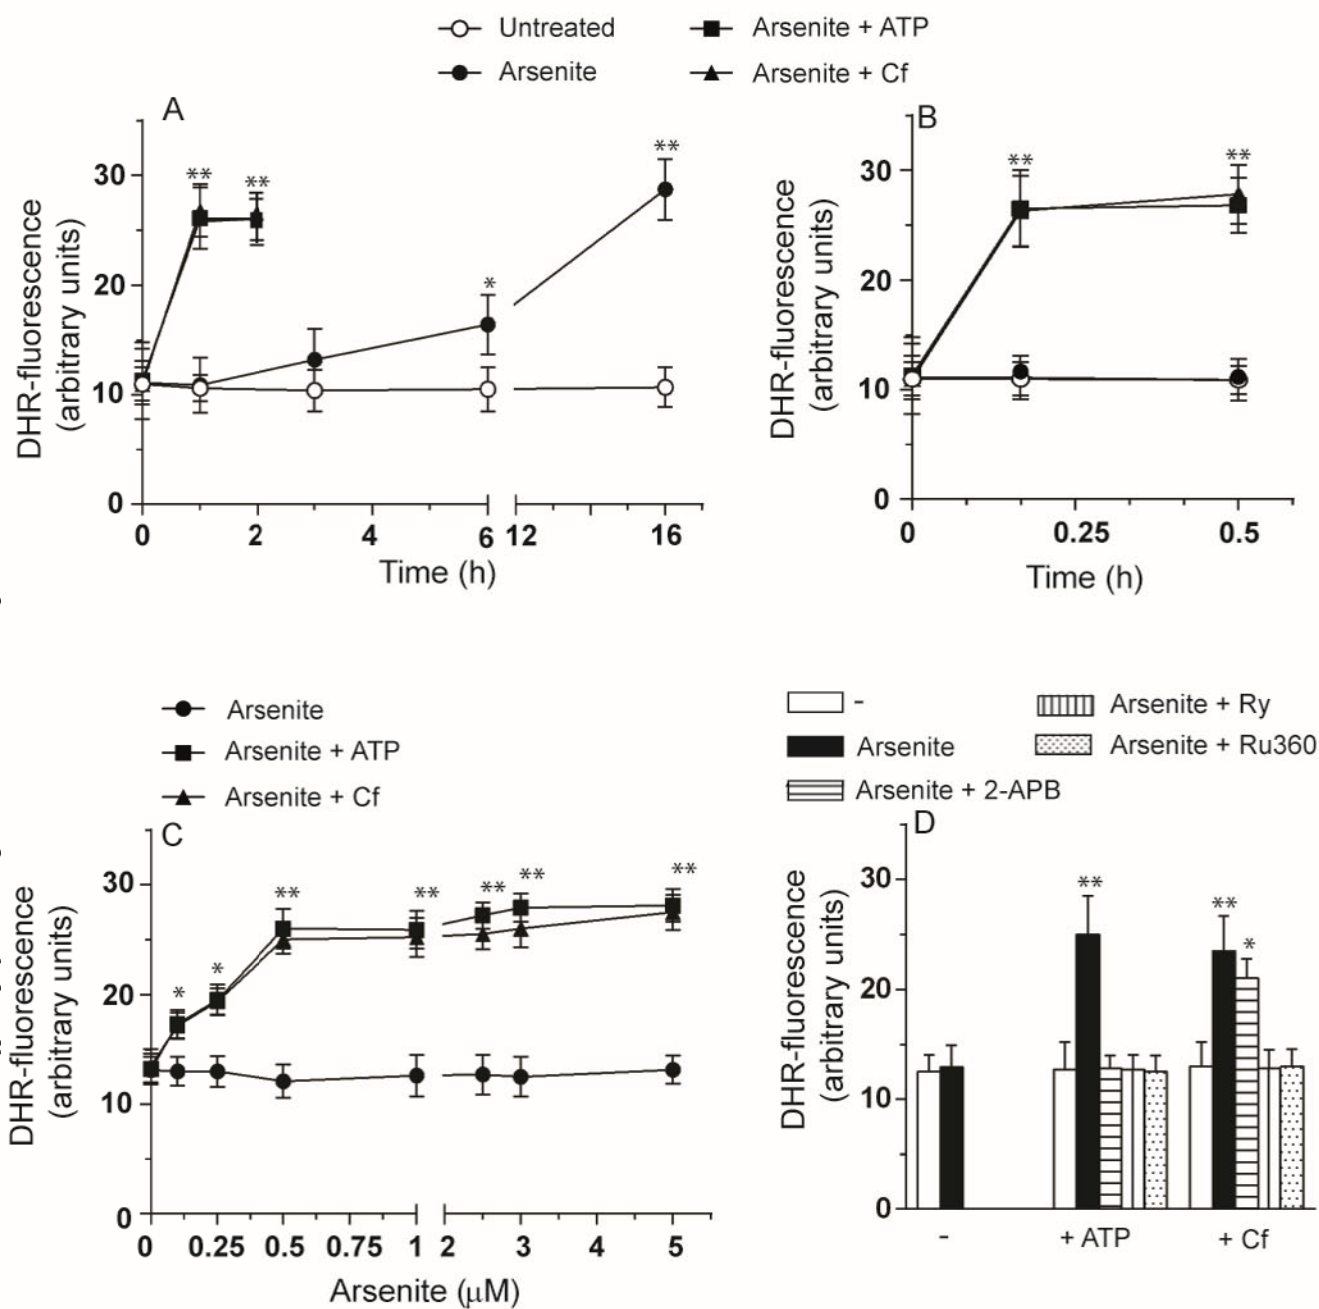 Untreated
Arsenite
Arsenite + ATP
Arsenite + Cf
A
**
**
*
**
30
20
10
0
DHR-fluorescence
(arbitrary units)
0 2 4 6 12 16
Time (h)
B
**
**
30
20
10
0
DHR-fluorescence
(arbitrary units)
0 0.25 0.5
Time (h)
Arsenite
Arsenite + ATP
Arsenite + Cf
C
*
*
**
**
**
**
**
30
20
10
0
DHR-fluorescence
(arbitrary units)
0 0.25 0.5 0.75 1 2 3 4 5
Arsenite (μM)
-
Arsenite
Arsenite + 2-APB
Arsenite + Ry
Arsenite + Ru360
D
**
**
*
30
20
10
0
DHR-fluorescence
(arbitrary units)
- + ATP + Cf